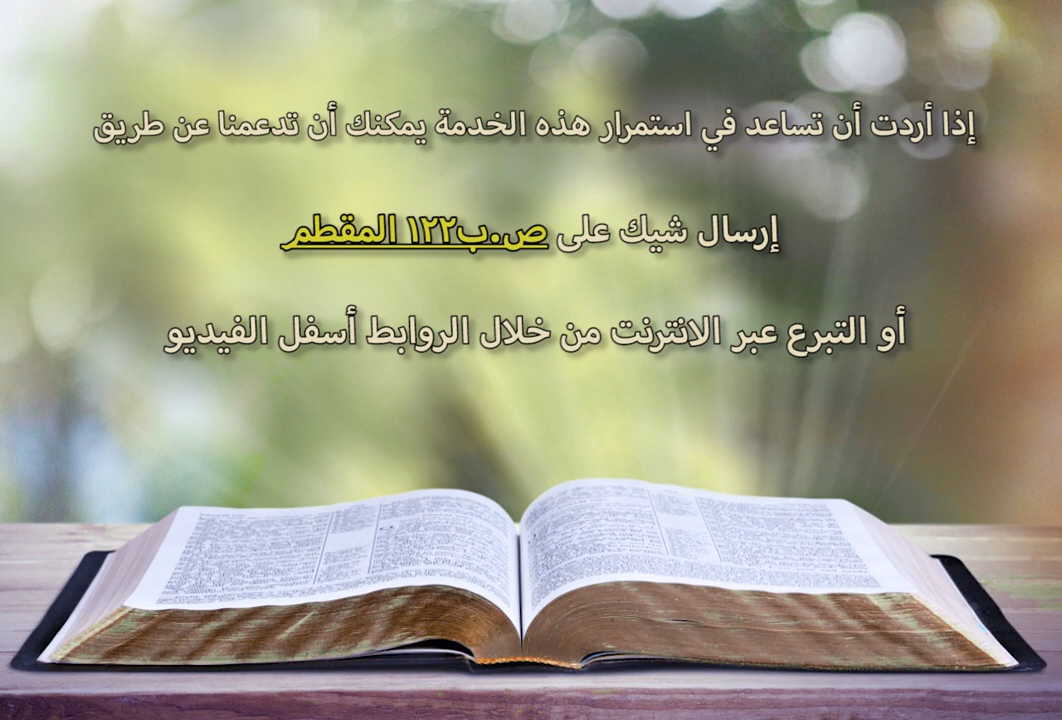 إذا أردت أن تساعد في استمرار هذه الخدمة يمكنك أن تدعمنا عن طريق
إرسال شيك على ص.ب١٢٢ المقطم
أو التبرع عبر الانترنت من خلال الروابط أسفل الفيديو